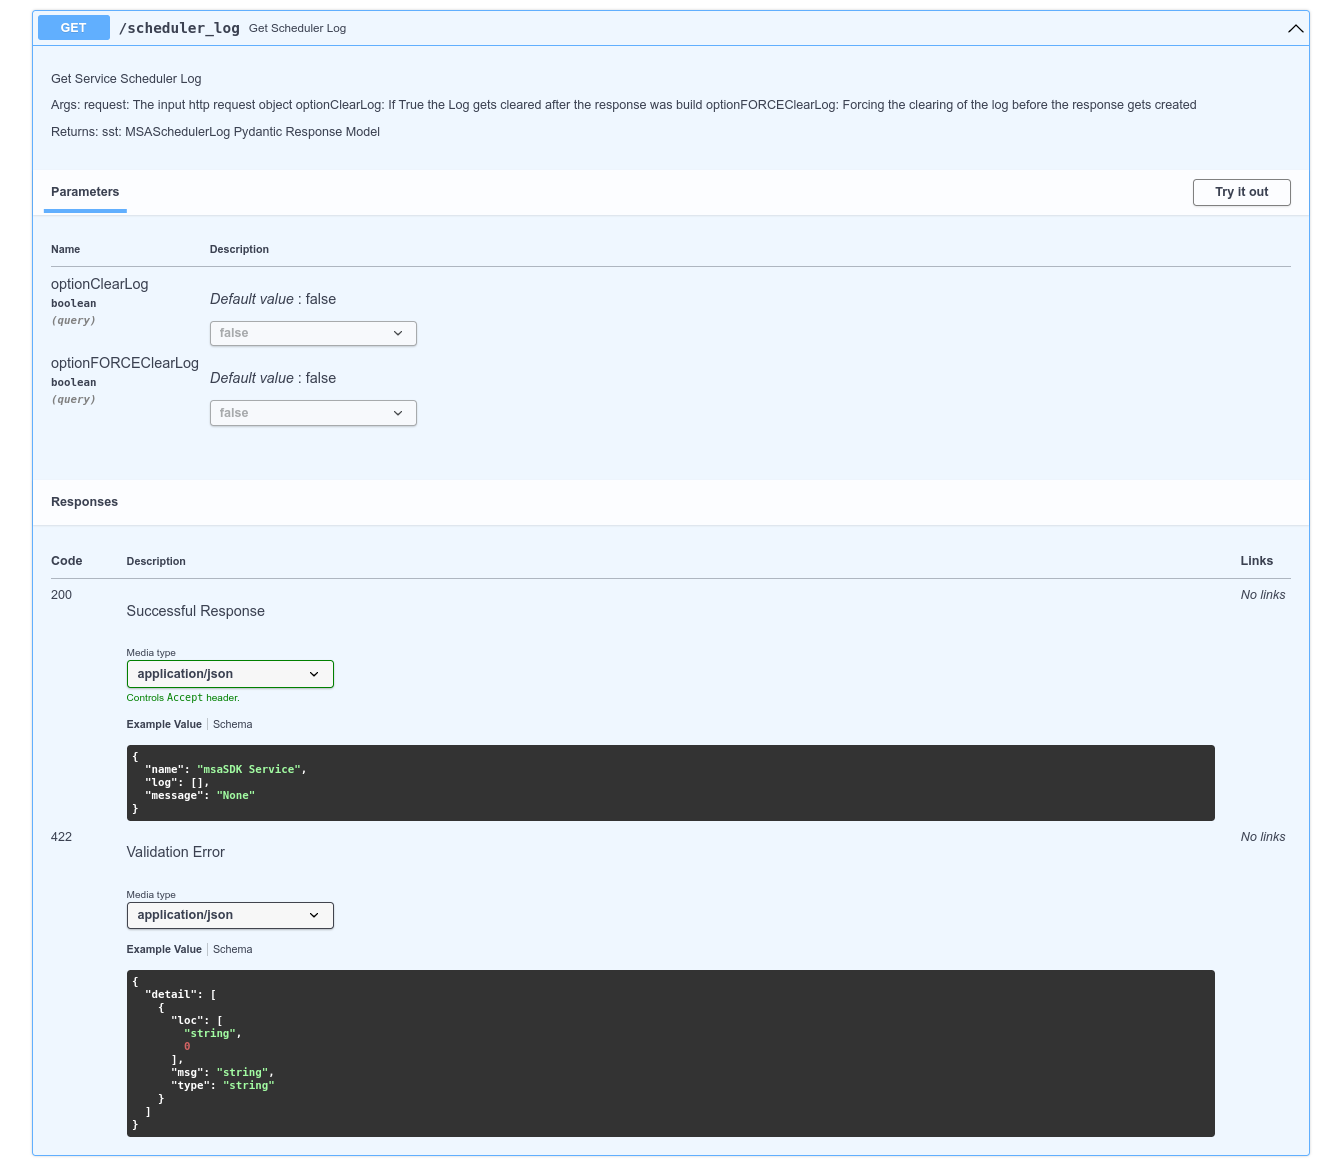 GET /scheduler_log Get Scheduler Log
Get Service Scheduler Log
Args: request: The input http request object optionClearLog: If True the Log gets cleared after the response was build optionFORCEClearLog: Forcing the clearing of the log before the response gets created
Returns: sst: MSASchedulerLog Pydantic Response Model
Parameters Try it out
Name Description
optionClearLog
boolean
(query)
Default value : false
false
optionFORCEClearLog
boolean
(query)
Default value : false
false
Responses
Code Description Links
200 No links
Successful Response
Media type
application/json
Controls Accept header.
Example Value Schema
{
  "name": "msaSDK Service",
  "log": [],
  "message": "None"
}
422 No links
Validation Error
Media type
application/json
Example Value Schema
{
  "detail": [
    {
      "loc": [
        "string",
        0
      ],
      "msg": "string",
      "type": "string"
    }
  ]
}